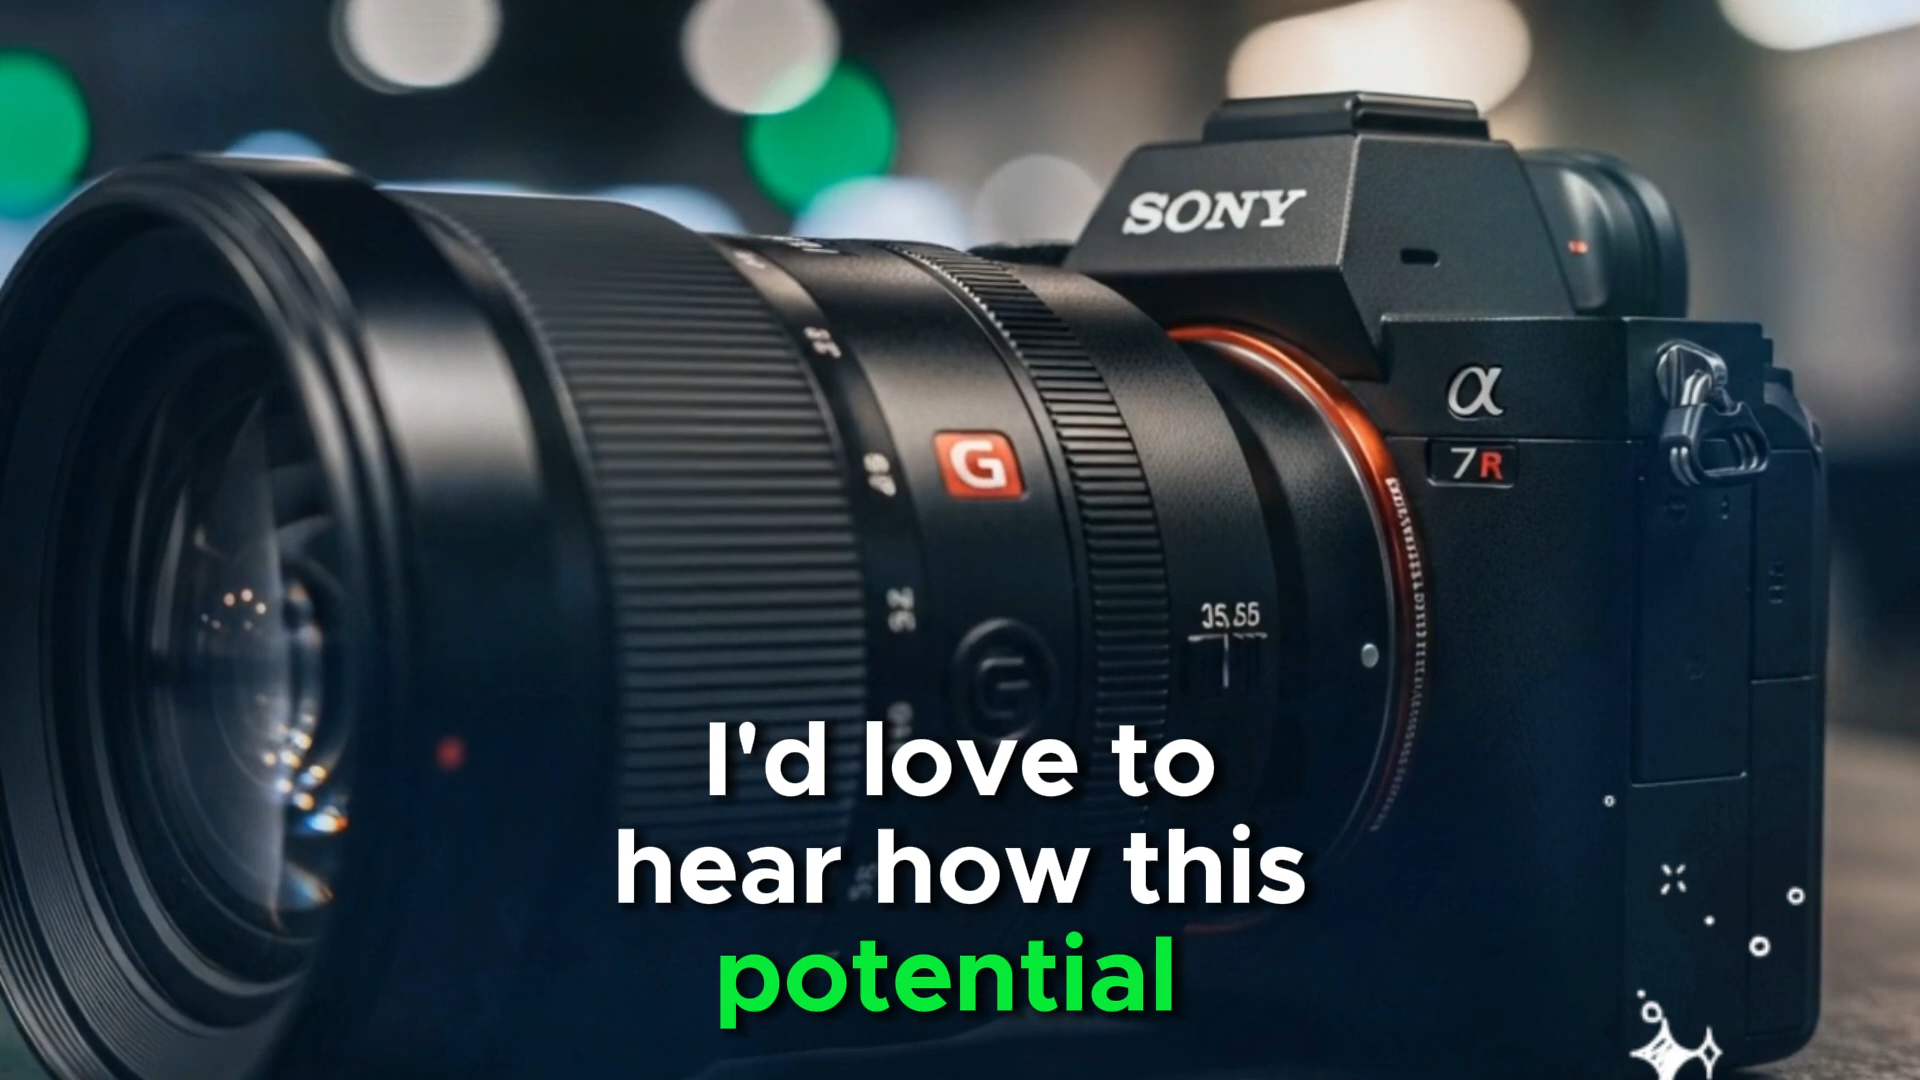 SONY
α
7R
G
35,55
I'd love to
hear how this
potential